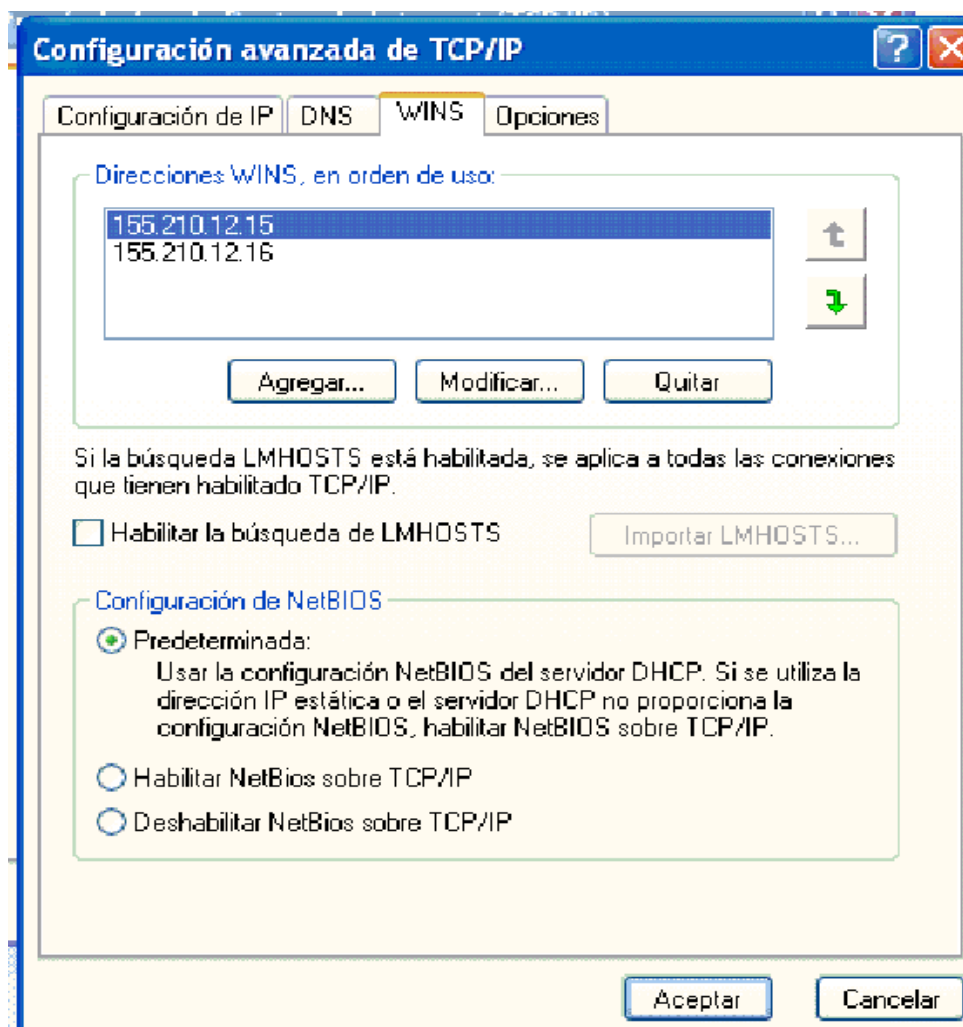 Configuración avanzada de TCP/IP
Configuración de IP DNS WINS Opciones
Direcciones WINS, en orden de uso:
155.210.12.15
155.210.12.16
Agregar... Modificar... Quitar
Si la búsqueda LMHOSTS está habilitada, se aplica a todas las conexiones
que tienen habilitado TCP/IP.
Habilitar la búsqueda de LMHOSTS Importar LMHOSTS...
Configuración de NetBIOS
Predeterminada:
Usar la configuración NetBIOS del servidor DHCP. Si se utiliza la
dirección IP estática o el servidor DHCP no proporciona la
configuración NetBIOS, habilitar NetBIOS sobre TCP/IP.
Habilitar NetBios sobre TCP/IP
Deshabilitar NetBios sobre TCP/IP
Aceptar Cancelar